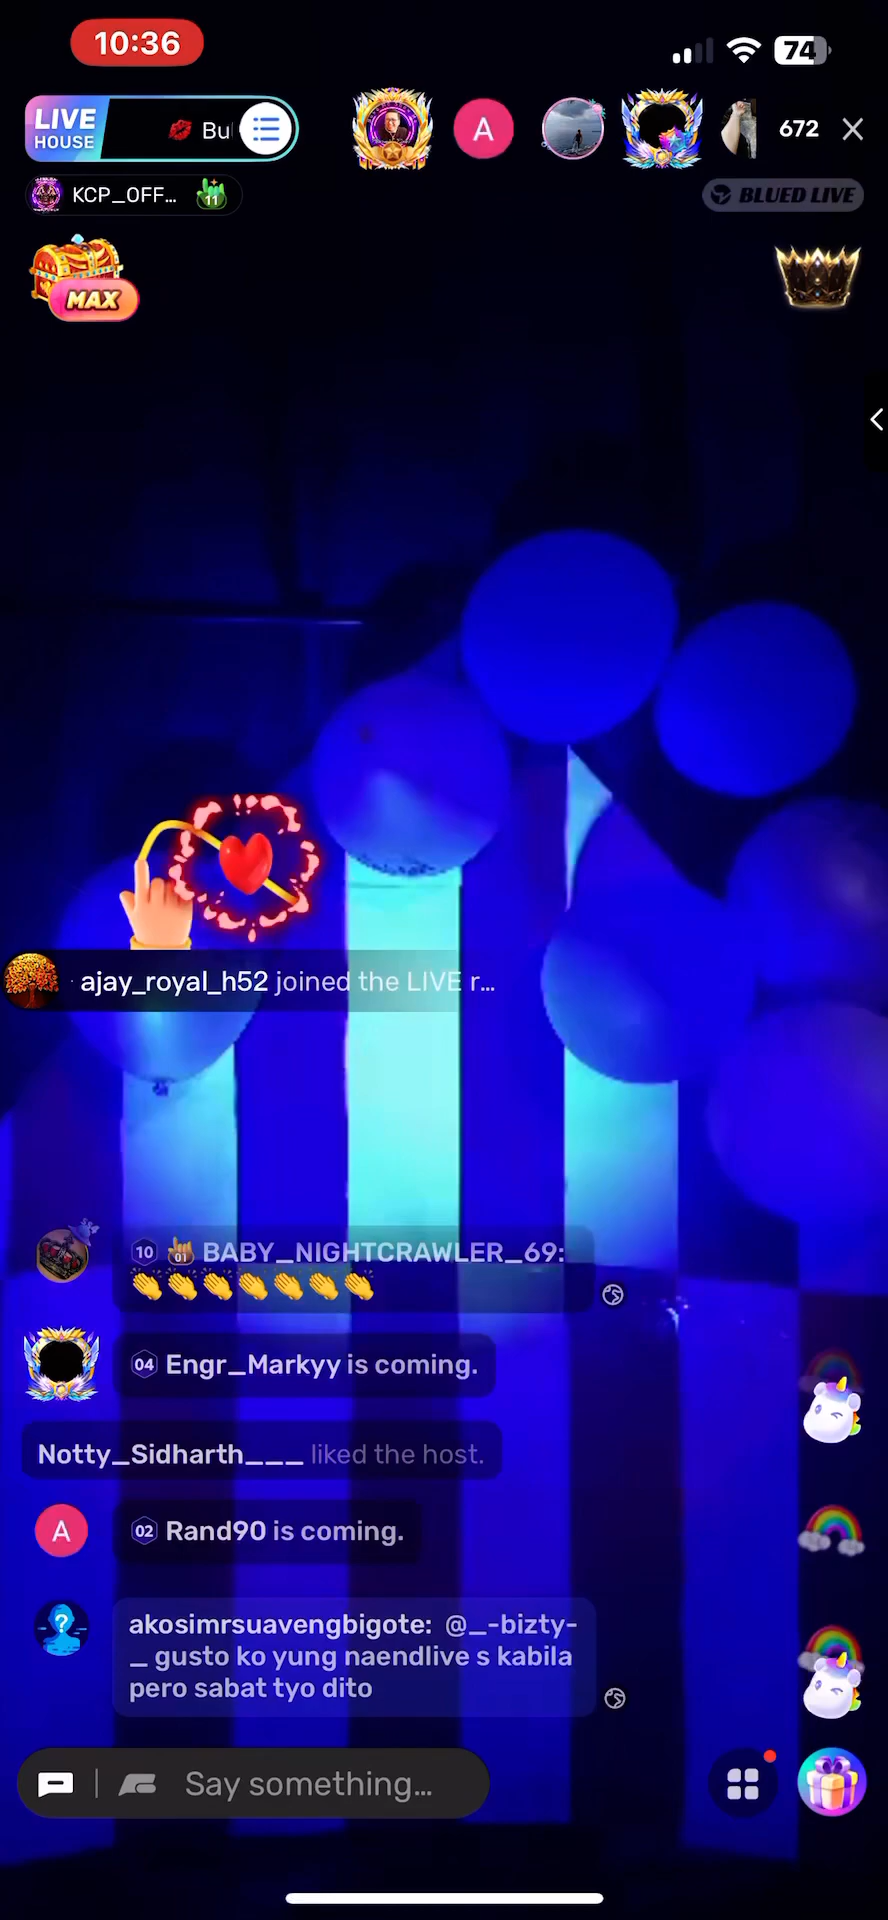 10:36
74
LIVE
HOUSE
💋 Bu
A
672
KCP_OFF...
11
BLUED LIVE
MAX
ajay_royal_h52 joined the LIVE r...
10 01 BABY_NIGHTCRAWLER_69:
👏👏👏👏👏👏👏
04 Engr_Markyy is coming.
Notty_Sidharth___ liked the host.
A
02 Rand90 is coming.
akosimrsuavengbigote: @_-bizty-
_ gusto ko yung naendlive s kabila
pero sabat tyo dito
Say something...